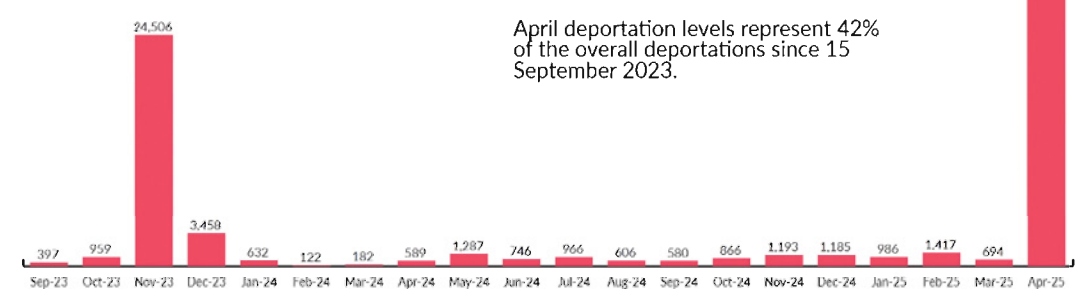 24,506
April deportation levels represent 42%
of the overall deportations since 15
September 2023.
3,458
397 959 632 122 182 589 1,287 746 966 606 580 866 1,193 1,185 986 1,417 694
Sep-23 Oct-23 Nov-23 Dec-23 Jan-24 Feb-24 Mar-24 Apr-24 May-24 Jun-24 Jul-24 Aug-24 Sep-24 Oct-24 Nov-24 Dec-24 Jan-25 Feb-25 Mar-25 Apr-25